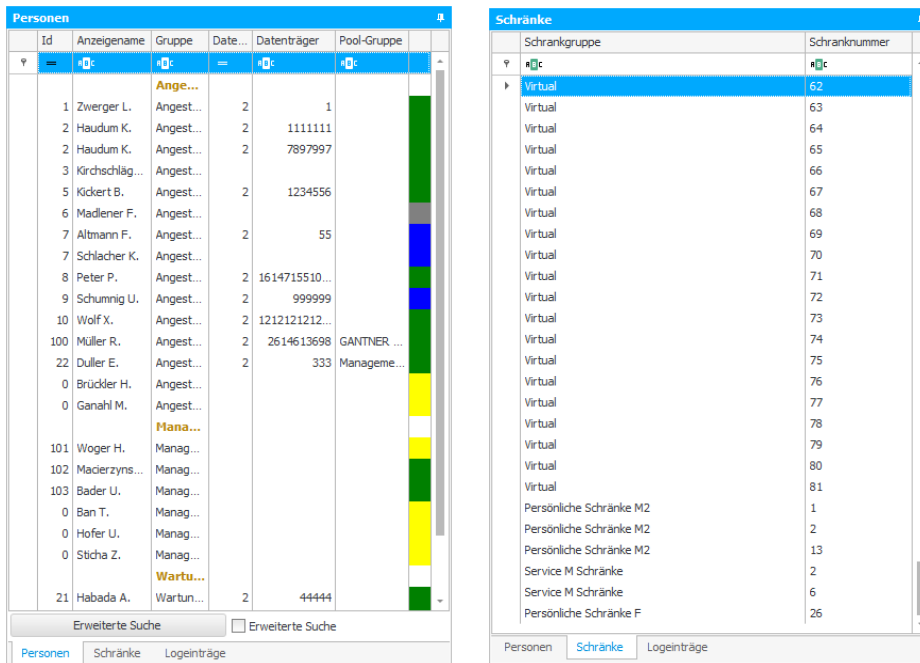 Personen
Id Anzeigename Gruppe Date... Datenträger Pool-Gruppe
= ABC ABC = ABC ABC
Ange...
1 Zwerger L. Angest... 2 1
2 Haudum K. Angest... 2 1111111
2 Haudum K. Angest... 2 7897997
3 Kirchschläg... Angest...
5 Kickert B. Angest... 2 1234556
6 Madlener F. Angest...
7 Altmann F. Angest... 2 55
7 Schlacher K. Angest...
8 Peter P. Angest... 2 1614715510...
9 Schumnig U. Angest... 2 999999
10 Wolf X. Angest... 2 1212121212...
100 Müller R. Angest... 2 2614613698 GANTNER ...
22 Duller E. Angest... 2 333 Manageme...
0 Brückler H. Angest...
0 Ganahl M. Angest...
Mana...
101 Woger H. Manag...
102 Macierzyns... Manag...
103 Bader U. Manag...
0 Ban T. Manag...
0 Hofer U. Manag...
0 Sticha Z. Manag...
Wartu...
21 Habada A. Wartun... 2 44444
Erweiterte Suche Erweiterte Suche
Personen Schränke Logeinträge
Schränke
Schrankgruppe Schranknummer
ABC ABC
Virtual 62
Virtual 63
Virtual 64
Virtual 65
Virtual 66
Virtual 67
Virtual 68
Virtual 69
Virtual 70
Virtual 71
Virtual 72
Virtual 73
Virtual 74
Virtual 75
Virtual 76
Virtual 77
Virtual 78
Virtual 79
Virtual 80
Virtual 81
Persönliche Schränke M2 1
Persönliche Schränke M2 2
Persönliche Schränke M2 13
Service M Schränke 2
Service M Schränke 6
Persönliche Schränke F 26
Personen Schränke Logeinträge